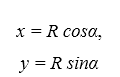 x = R cosα,
y = R sinα